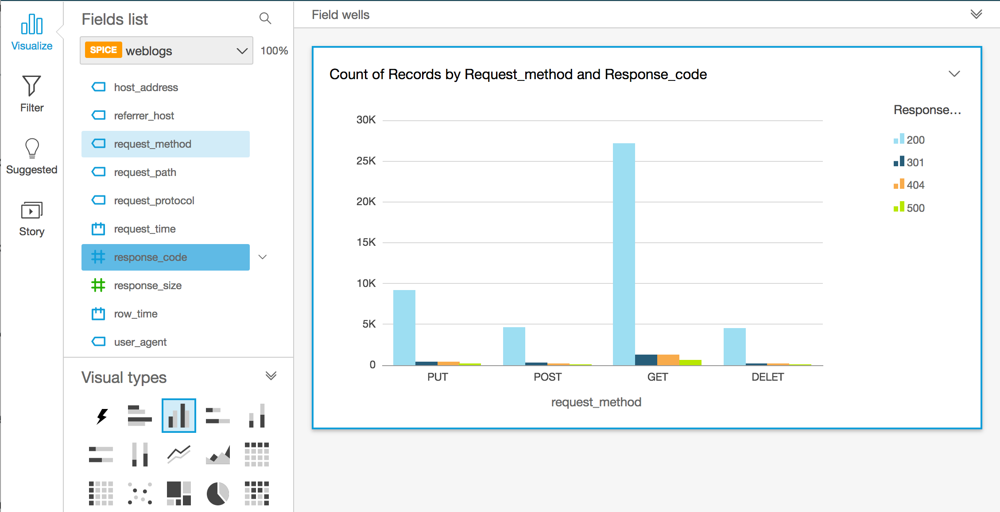 Visualize
Filter
Suggested
Story
Fields list
SPICE weblogs 100%
host_address
referrer_host
request_method
request_path
request_protocol
request_time
response_code
response_size
row_time
user_agent
Visual types
Field wells
Count of Records by Request_method and Response_code
30K
25K
20K
15K
10K
5K
0
PUT POST GET DELET
request_method
Response...
200
301
404
500